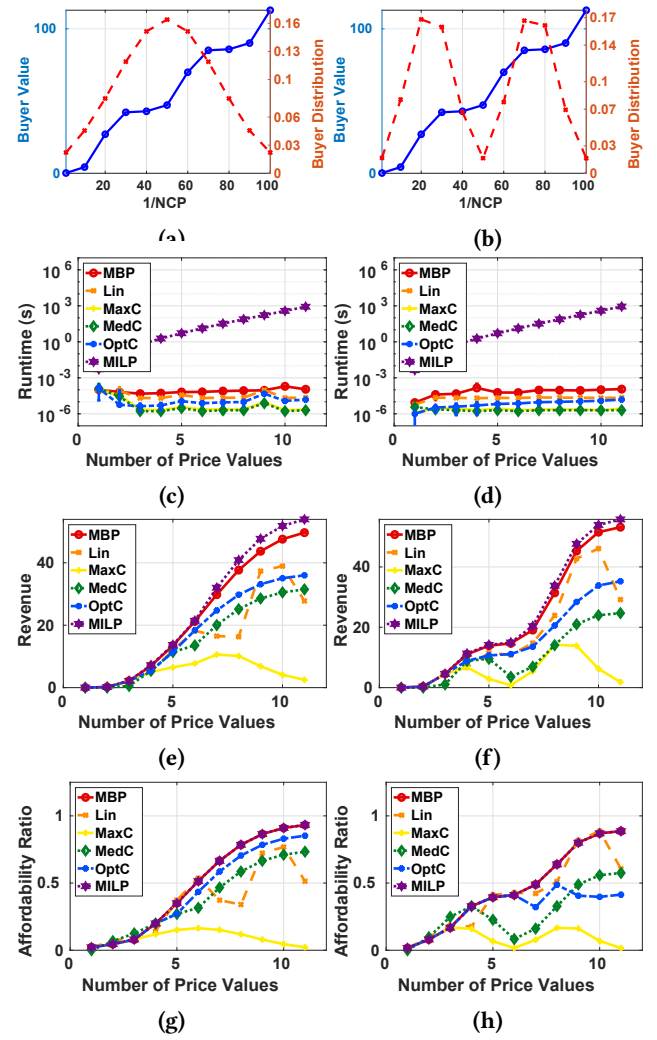 100
0
Buyer Value
20 40 60 80 100
1/NCP
0.16
0.13
0.1
0.06
0.03
0
Buyer Distribution
(a)
100
0
Buyer Value
20 40 60 80 100
1/NCP
0.17
0.14
0.1
0.07
0.03
0
Buyer Distribution
(b)
Runtime (s)
10^6
10^3
10^0
10^-3
10^-6
MBP
Lin
MaxC
MedC
OptC
MILP
0 5 10
Number of Price Values
(c)
Runtime (s)
10^6
10^3
10^0
10^-3
10^-6
MBP
Lin
MaxC
MedC
OptC
MILP
0 5 10
Number of Price Values
(d)
Revenue
40
20
0
MBP
Lin
MaxC
MedC
OptC
MILP
0 5 10
Number of Price Values
(e)
Revenue
40
20
0
MBP
Lin
MaxC
MedC
OptC
MILP
0 5 10
Number of Price Values
(f)
Affordability Ratio
1
0.5
0
MBP
Lin
MaxC
MedC
OptC
MILP
0 5 10
Number of Price Values
(g)
Affordability Ratio
1
0.5
0
MBP
Lin
MaxC
MedC
OptC
MILP
0 5 10
Number of Price Values
(h)